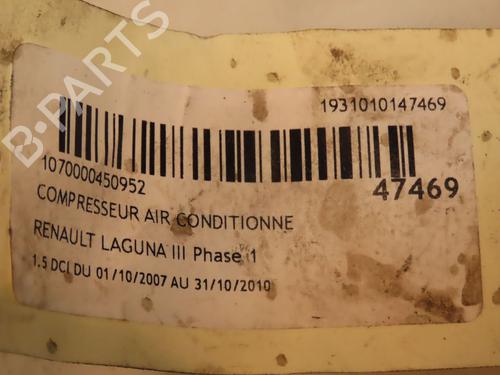 B-PARTS
1931010147469
1070000450952
47469
COMPRESSEUR AIR CONDITIONNE
RENAULT LAGUNA III Phase 1
1.5 DCI DU 01/10/2007 AU 31/10/2010